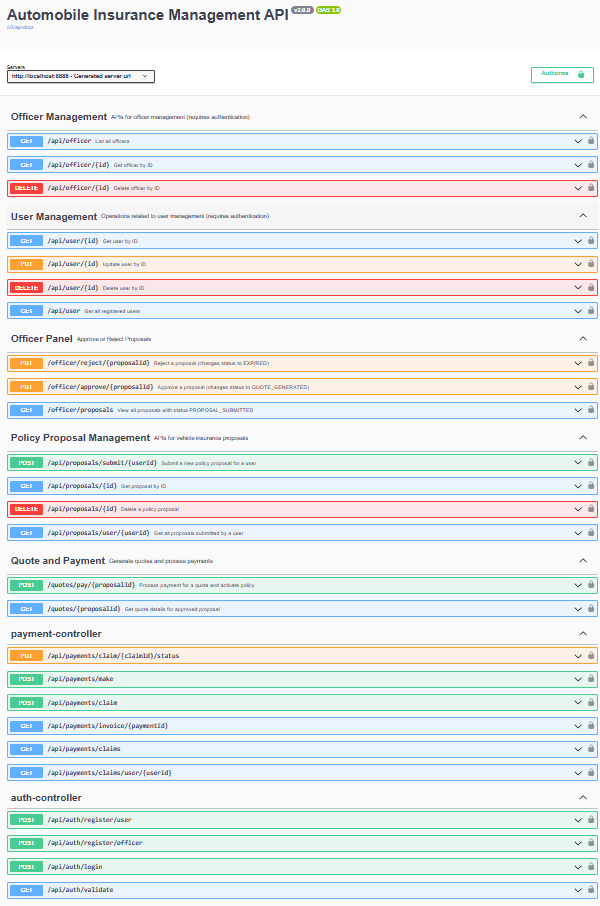 Automobile Insurance Management API v2.0.0 OAS 3.0
/v3/api-docs
Servers
http://localhost:8888 - Generated server url
Authorize
Officer Management APIs for officer management (requires authentication)
GET /api/officer List all officers
GET /api/officer/{id} Get officer by ID
DELETE /api/officer/{id} Delete officer by ID
User Management Operations related to user management (requires authentication)
GET /api/user/{id} Get user by ID
PUT /api/user/{id} Update user by ID
DELETE /api/user/{id} Delete user by ID
GET /api/user Get all registered users
Officer Panel Approve or Reject Proposals
PUT /officer/reject/{proposalId} Reject a proposal (changes status to EXPIRED)
PUT /officer/approve/{proposalId} Approve a proposal (changes status to QUOTE_GENERATED)
GET /officer/proposals View all proposals with status PROPOSAL_SUBMITTED
Policy Proposal Management APIs for vehicle insurance proposals
POST /api/proposals/submit/{userId} Submit a new policy proposal for a user
GET /api/proposals/{id} Get proposal by ID
DELETE /api/proposals/{id} Delete a policy proposal
GET /api/proposals/user/{userId} Get all proposals submitted by a user
Quote and Payment Generate quotes and process payments
POST /quotes/pay/{proposalId} Process payment for a quote and activate policy
GET /quotes/{proposalId} Get quote details for approved proposal
payment-controller
PUT /api/payments/claim/{claimId}/status
POST /api/payments/make
POST /api/payments/claim
GET /api/payments/invoice/{paymentId}
GET /api/payments/claims
GET /api/payments/claims/user/{userId}
auth-controller
POST /api/auth/register/user
POST /api/auth/register/officer
POST /api/auth/login
GET /api/auth/validate